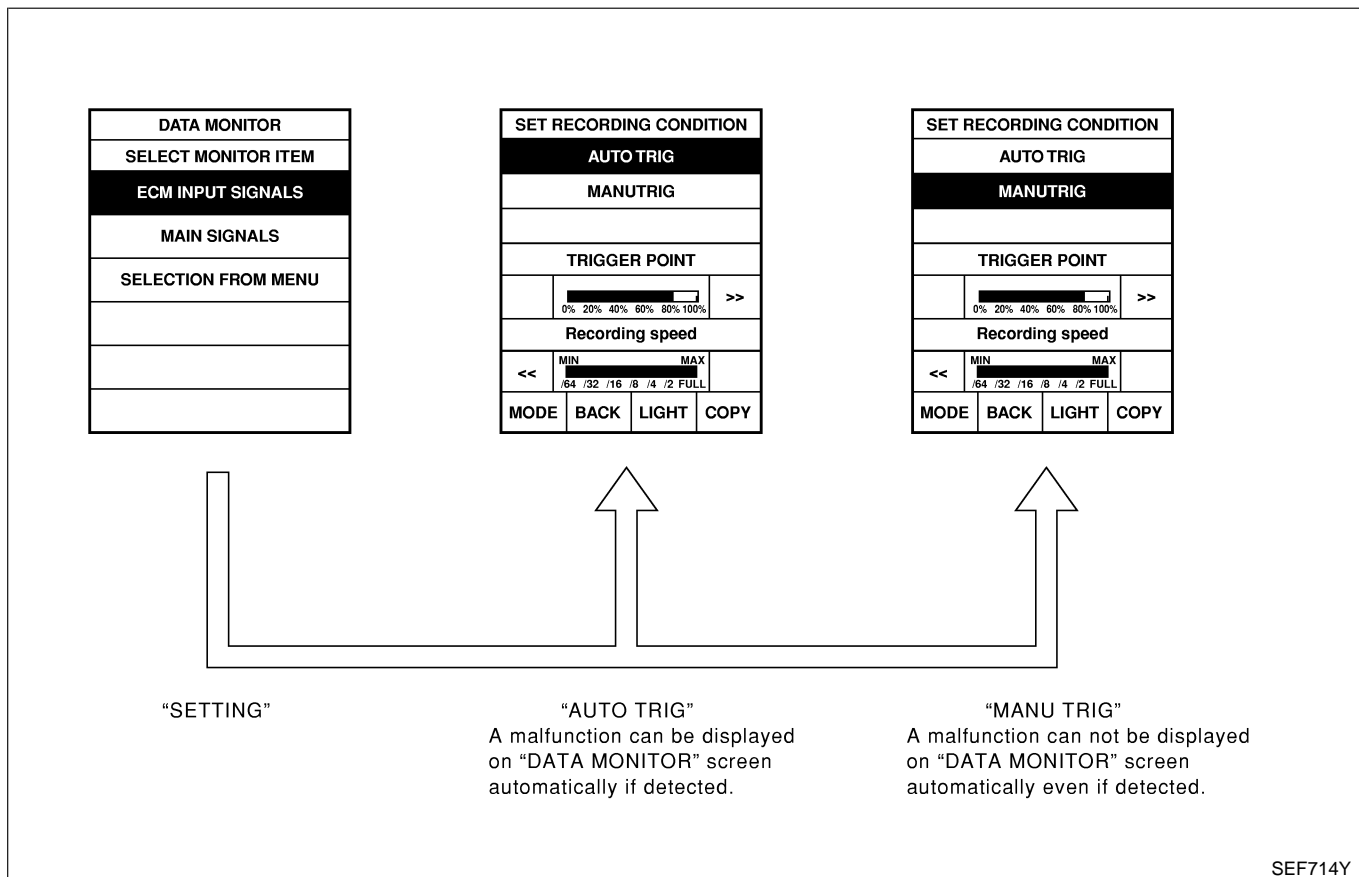 DATA MONITOR
SELECT MONITOR ITEM
ECM INPUT SIGNALS
MAIN SIGNALS
SELECTION FROM MENU
SET RECORDING CONDITION
AUTO TRIG
MANUTRIG
TRIGGER POINT
>>
0% 20% 40% 60% 80% 100%
Recording speed
MIN MAX
<<
/64 /32 /16 /8 /4 /2 FULL
MODE BACK LIGHT COPY
SET RECORDING CONDITION
AUTO TRIG
MANUTRIG
TRIGGER POINT
>>
0% 20% 40% 60% 80% 100%
Recording speed
MIN MAX
<<
/64 /32 /16 /8 /4 /2 FULL
MODE BACK LIGHT COPY
“SETTING”
“AUTO TRIG”
A malfunction can be displayed
on “DATA MONITOR” screen
automatically if detected.
“MANU TRIG”
A malfunction can not be displayed
on “DATA MONITOR” screen
automatically even if detected.
SEF714Y